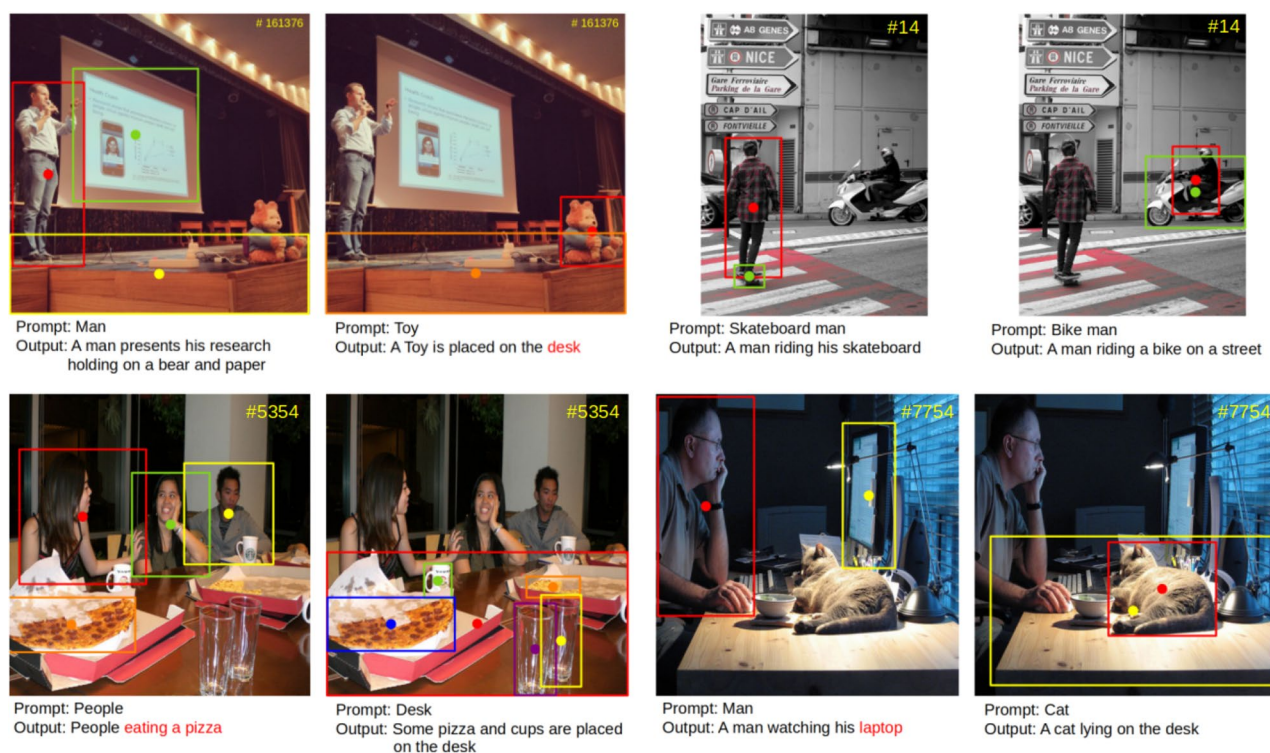 # 161376
# 161376
#14
#14
AB GENES
NICE
Gare Ferroviaire
Parking de la Gare
CAP D'AIL
FONTVIEILLE
AB GENES
NICE
Gare Ferroviaire
Parking de la Gare
CAP D'AIL
FONTVIEILLE
Prompt: Man
Output: A man presents his research
holding on a bear and paper
Prompt: Toy
Output: A Toy is placed on the desk
Prompt: Skateboard man
Output: A man riding his skateboard
Prompt: Bike man
Output: A man riding a bike on a street
#5354
#5354
#7754
#7754
Prompt: People
Output: People eating a pizza
Prompt: Desk
Output: Some pizza and cups are placed
on the desk
Prompt: Man
Output: A man watching his laptop
Prompt: Cat
Output: A cat lying on the desk